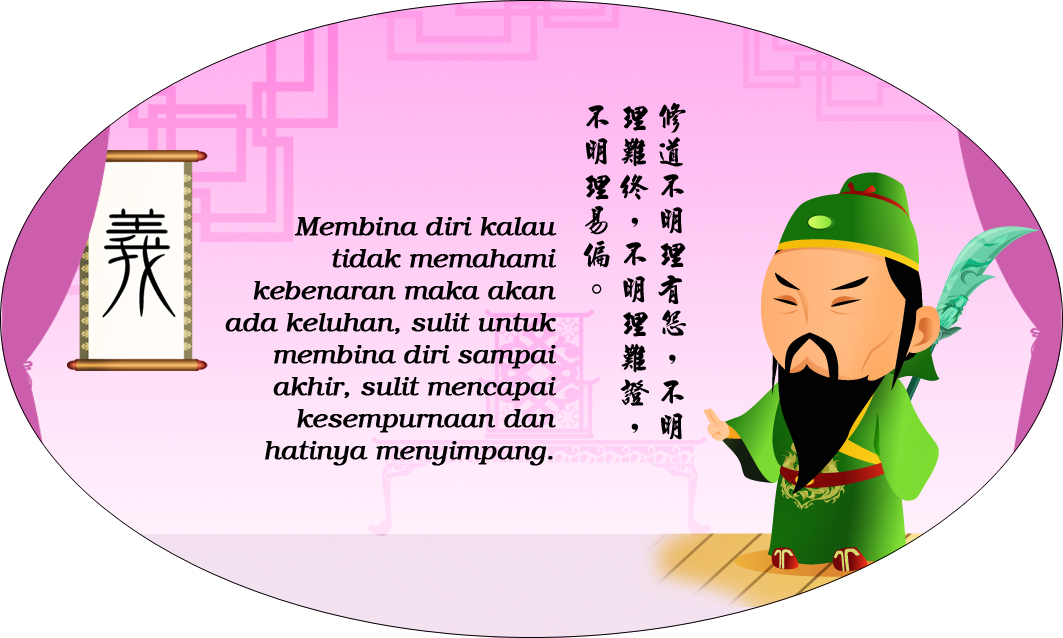 義
Membina diri kalau
tidak memahami
kebenaran maka akan
ada keluhan, sulit untuk
membina diri sampai
akhir, sulit mencapai
kesempurnaan dan
hatinya menyimpang.
修道不明理有怨，不明
理難終，不明理難證，
不明理易偏。